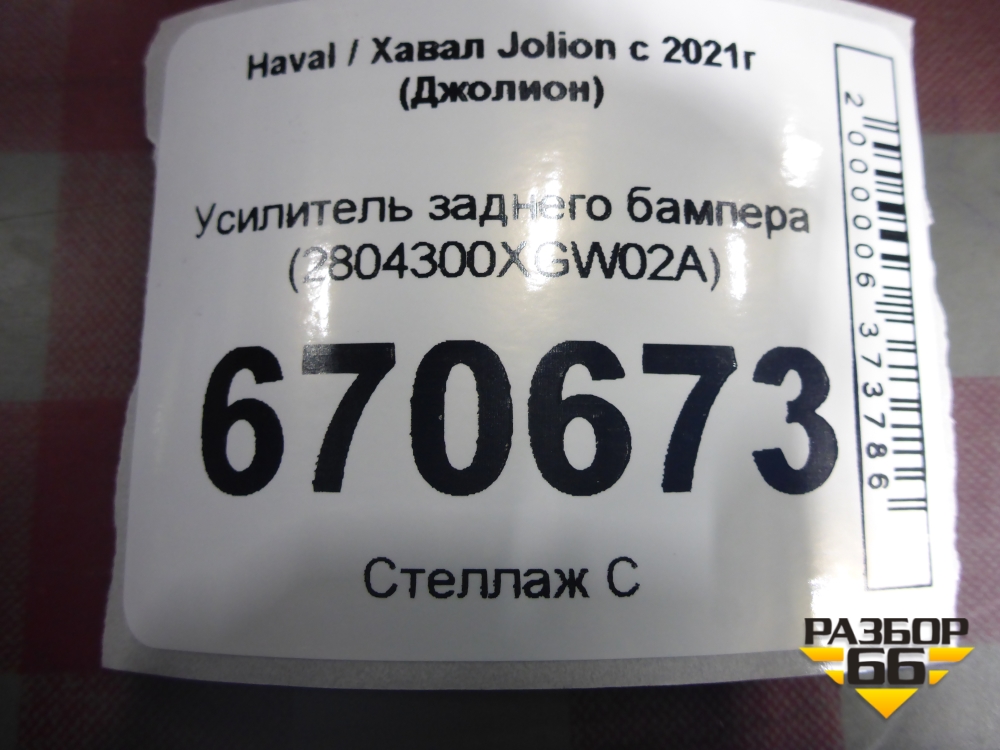 Haval / Хавал Jolion с 2021г
(Джолион)
Усилитель заднего бампера
(2804300XGW02A)
670673
Стеллаж С
2000006373786
РАЗБОР
66